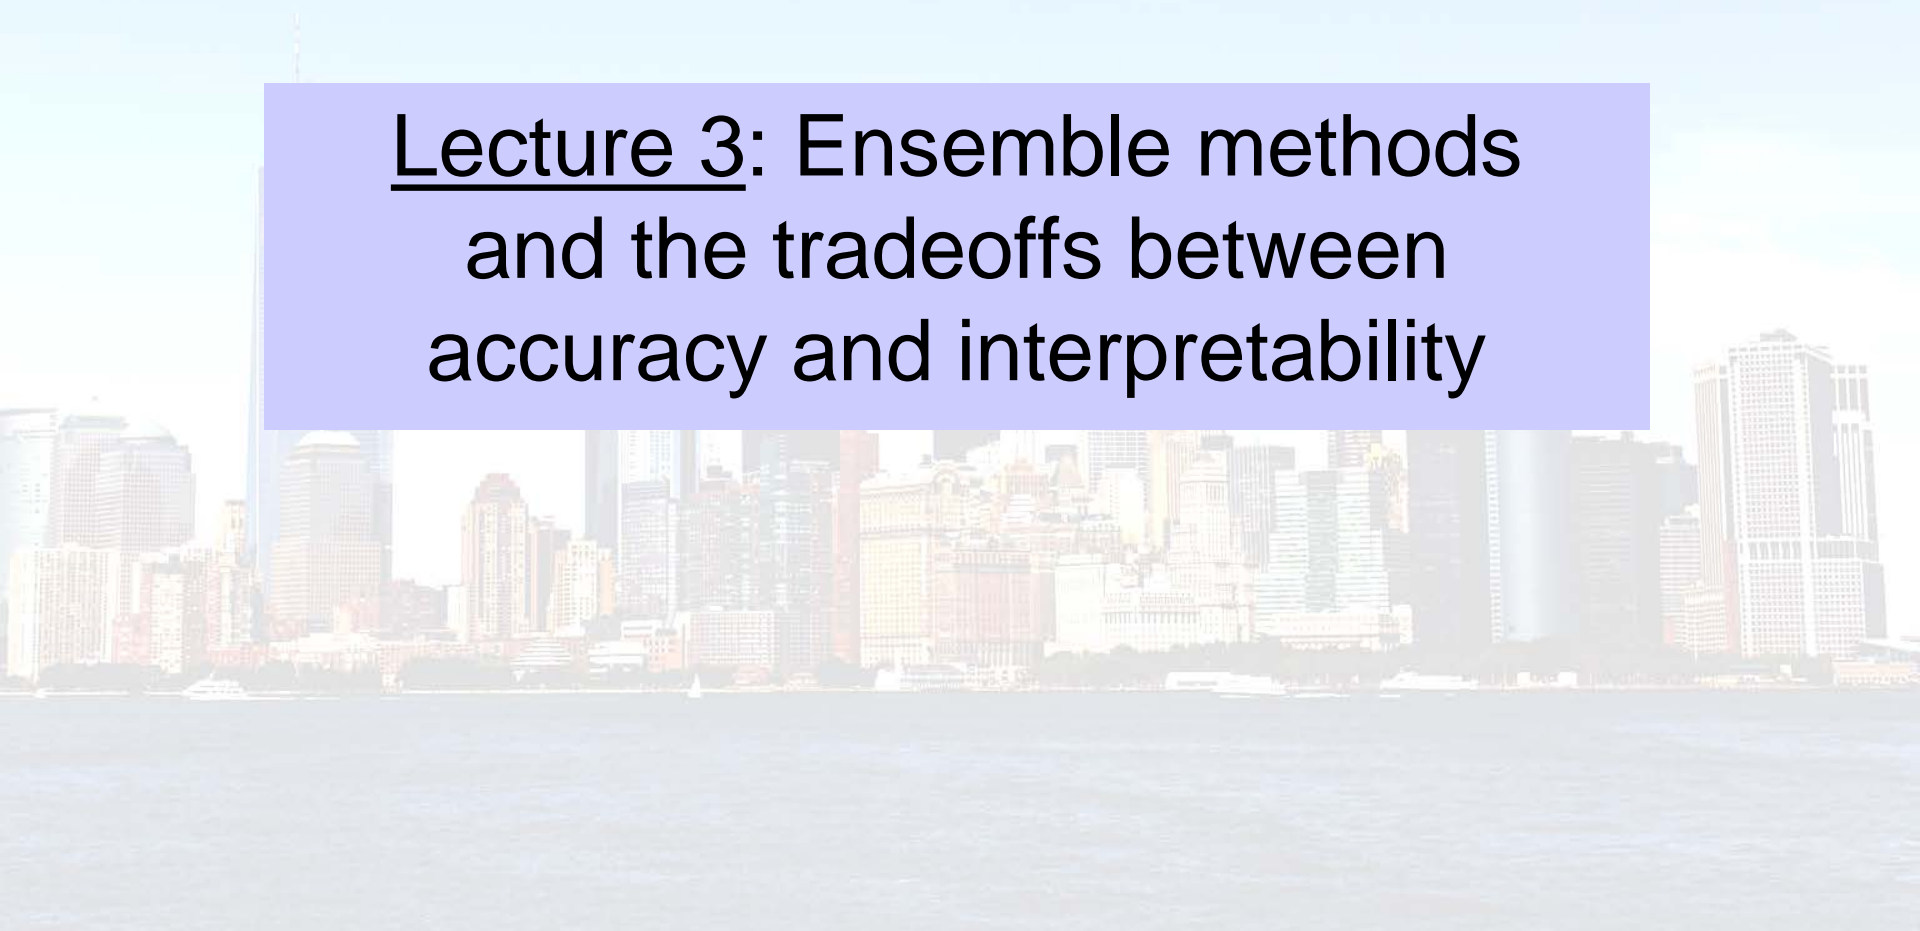 Lecture 3: Ensemble methods
and the tradeoffs between
accuracy and interpretability